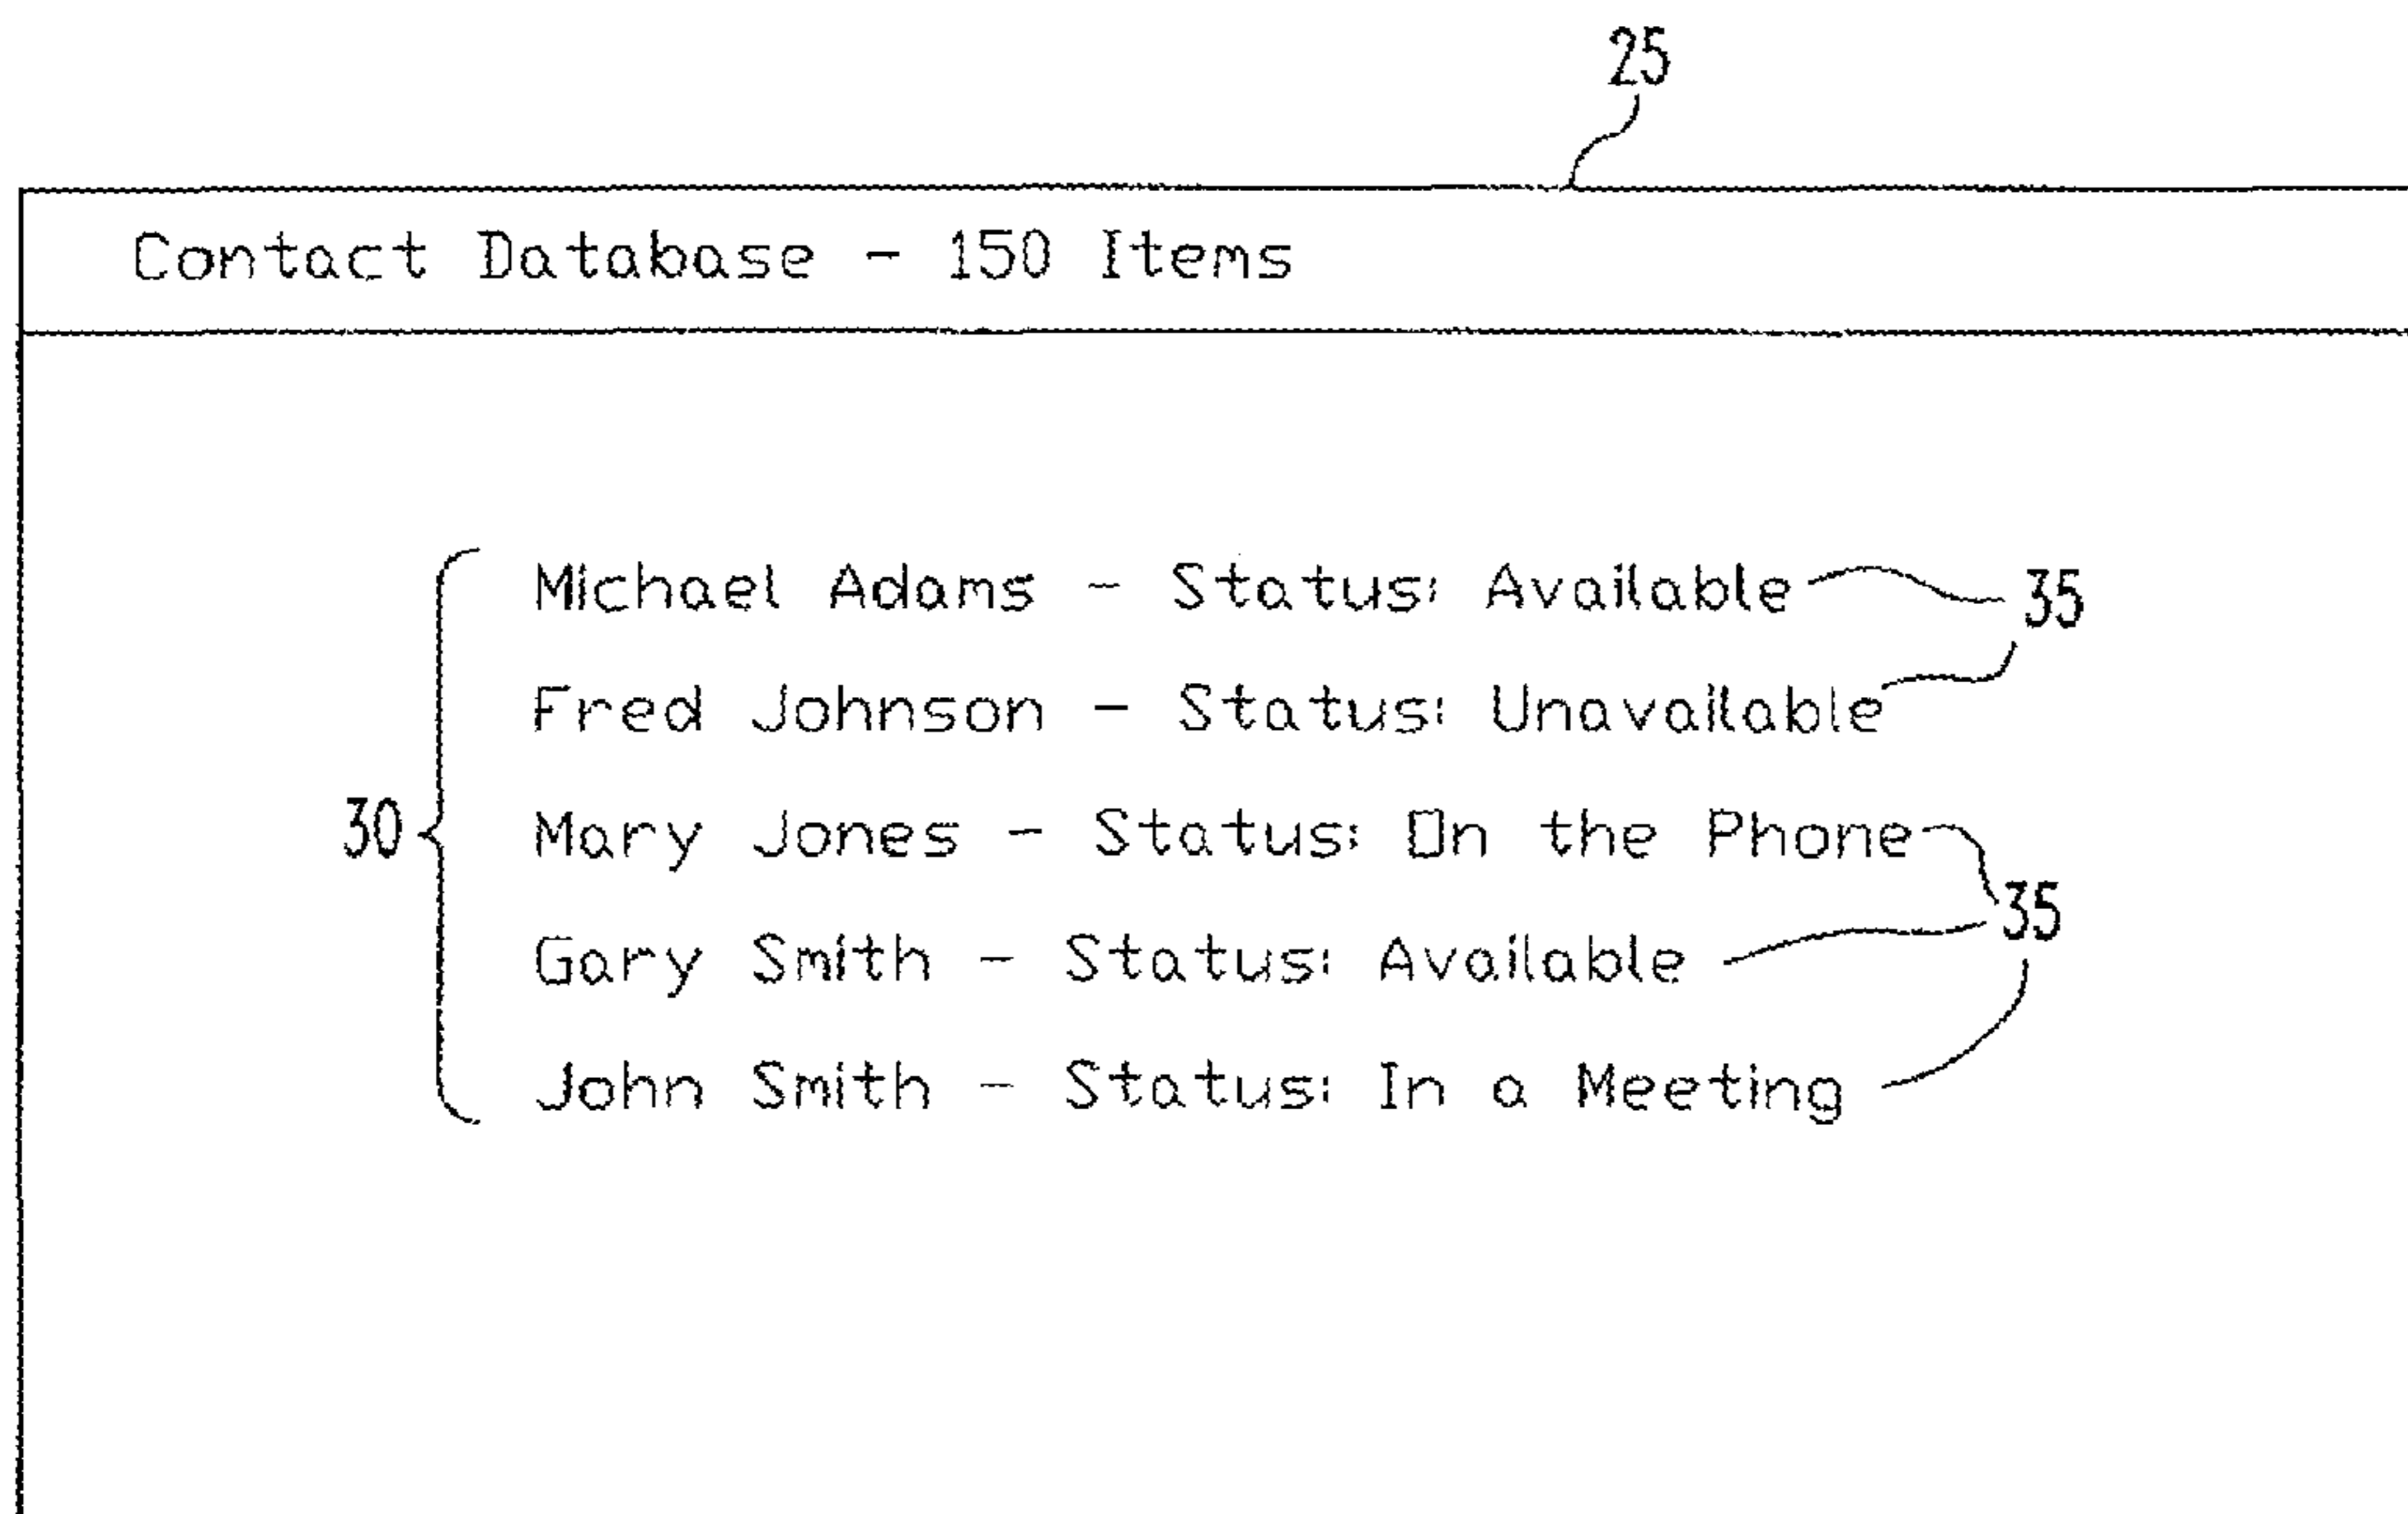 25
Contact Database - 150 Items
Michael Adams - Status: Available 35
Fred Johnson - Status: Unavailable
30 Mary Jones - Status: On the Phone
35
Gary Smith - Status: Available
John Smith - Status: In a Meeting